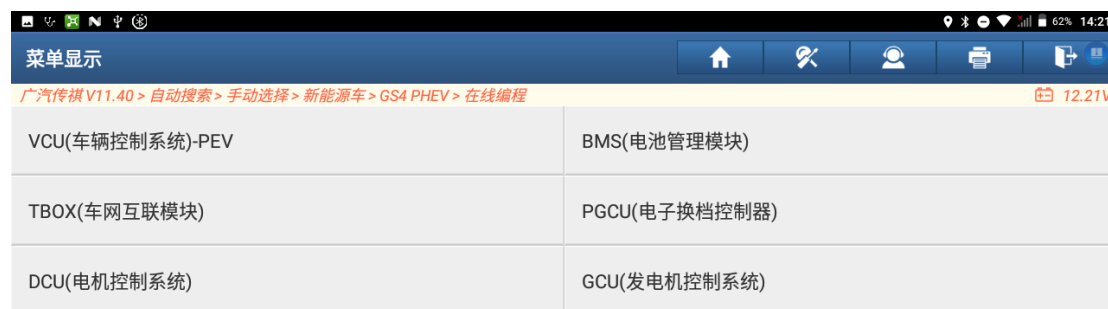 62% 14:21
菜单显示
广汽传祺 V11.40 > 自动搜索 > 手动选择 > 新能源车 > GS4 PHEV > 在线编程 12.21V
VCU(车辆控制系统)-PEV BMS(电池管理模块)
TBOX(车网互联模块) PGCU(电子换档控制器)
DCU(电机控制系统) GCU(发电机控制系统)